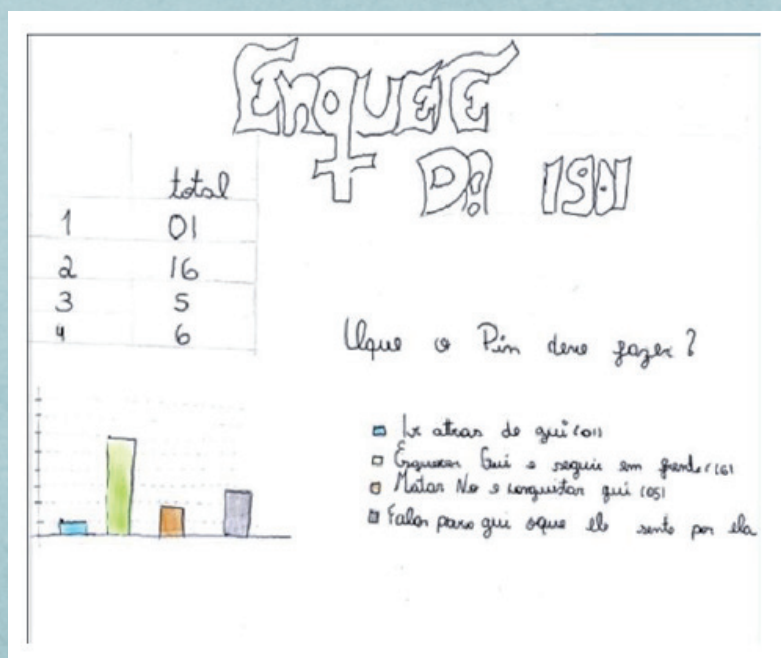 Enquete
Da 1901
total
1 01
2 16
3 5
4 6
Uque o Pin deve fazer?
Ir atras de gui (01)
Esquecer Gui e seguir em frente (16)
Matar No e conquistar gui (05)
Falar para gui oque ele sente por ela